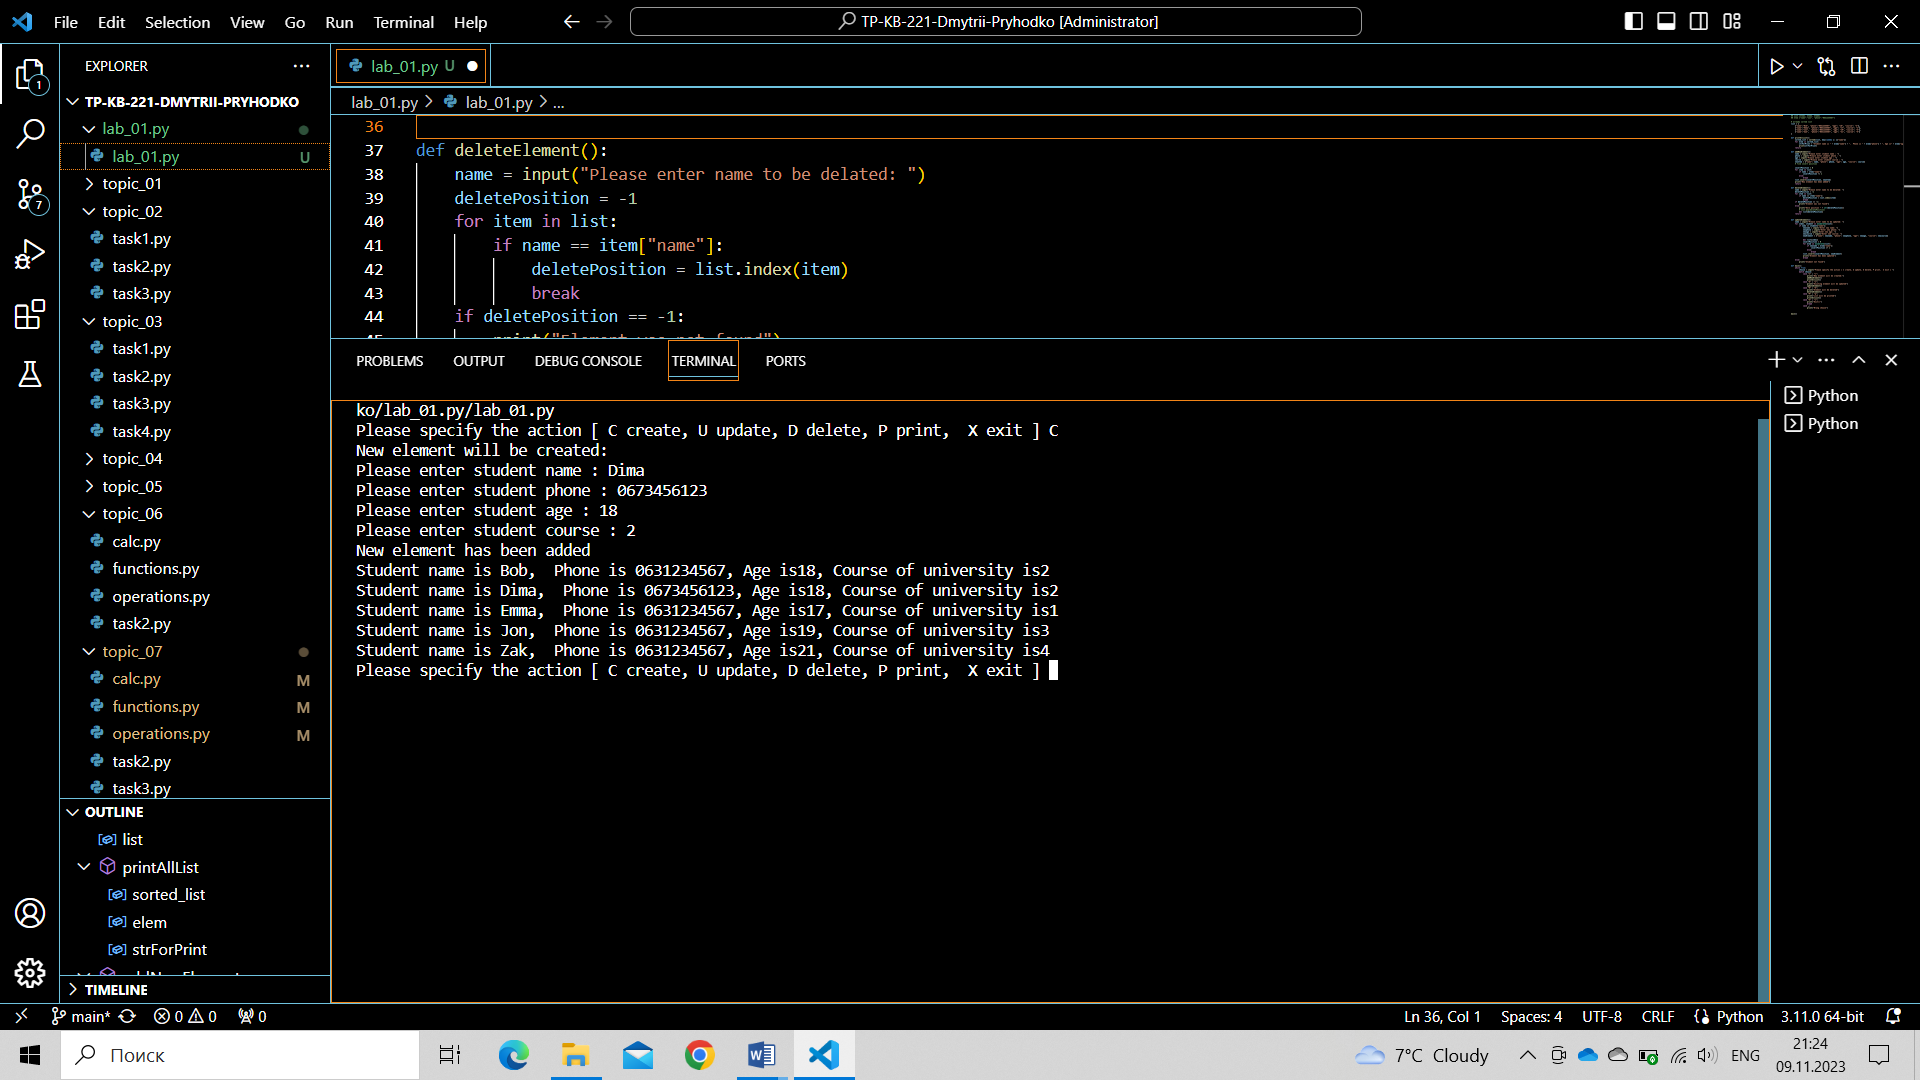 File Edit Selection View Go Run Terminal Help
TP-KB-221-Dmytrii-Pryhodko [Administrator]
EXPLORER
TP-KB-221-DMYTRII-PRYHODKO
lab_01.py
lab_01.py U
topic_01
topic_02
task1.py
task2.py
task3.py
topic_03
task1.py
task2.py
task3.py
task4.py
topic_04
topic_05
topic_06
calc.py
functions.py
operations.py
task2.py
topic_07
calc.py M
functions.py M
operations.py M
task2.py
task3.py
OUTLINE
list
printAllList
sorted_list
elem
strForPrint
TIMELINE
1
7
lab_01.py U
lab_01.py > lab_01.py > ...
36
37 def deleteElement():
38 name = input("Please enter name to be delated: ")
39 deletePosition = -1
40 for item in list:
41 if name == item["name"]:
42 deletePosition = list.index(item)
43 break
44 if deletePosition == -1:
45 print("Element was not found")
PROBLEMS OUTPUT DEBUG CONSOLE TERMINAL PORTS
Python
Python
ko/lab_01.py/lab_01.py
Please specify the action [ C create, U update, D delete, P print,  X exit ] C
New element will be created:
Please enter student name : Dima
Please enter student phone : 0673456123
Please enter student age : 18
Please enter student course : 2
New element has been added
Student name is Bob,  Phone is 0631234567, Age is18, Course of university is2
Student name is Dima,  Phone is 0673456123, Age is18, Course of university is2
Student name is Emma,  Phone is 0631234567, Age is17, Course of university is1
Student name is Jon,  Phone is 0631234567, Age is19, Course of university is3
Student name is Zak,  Phone is 0631234567, Age is21, Course of university is4
Please specify the action [ C create, U update, D delete, P print,  X exit ]
main* 0 0 0
Ln 36, Col 1 Spaces: 4 UTF-8 CRLF Python 3.11.0 64-bit
Поиск
7°C Cloudy
ENG
21:24
09.11.2023